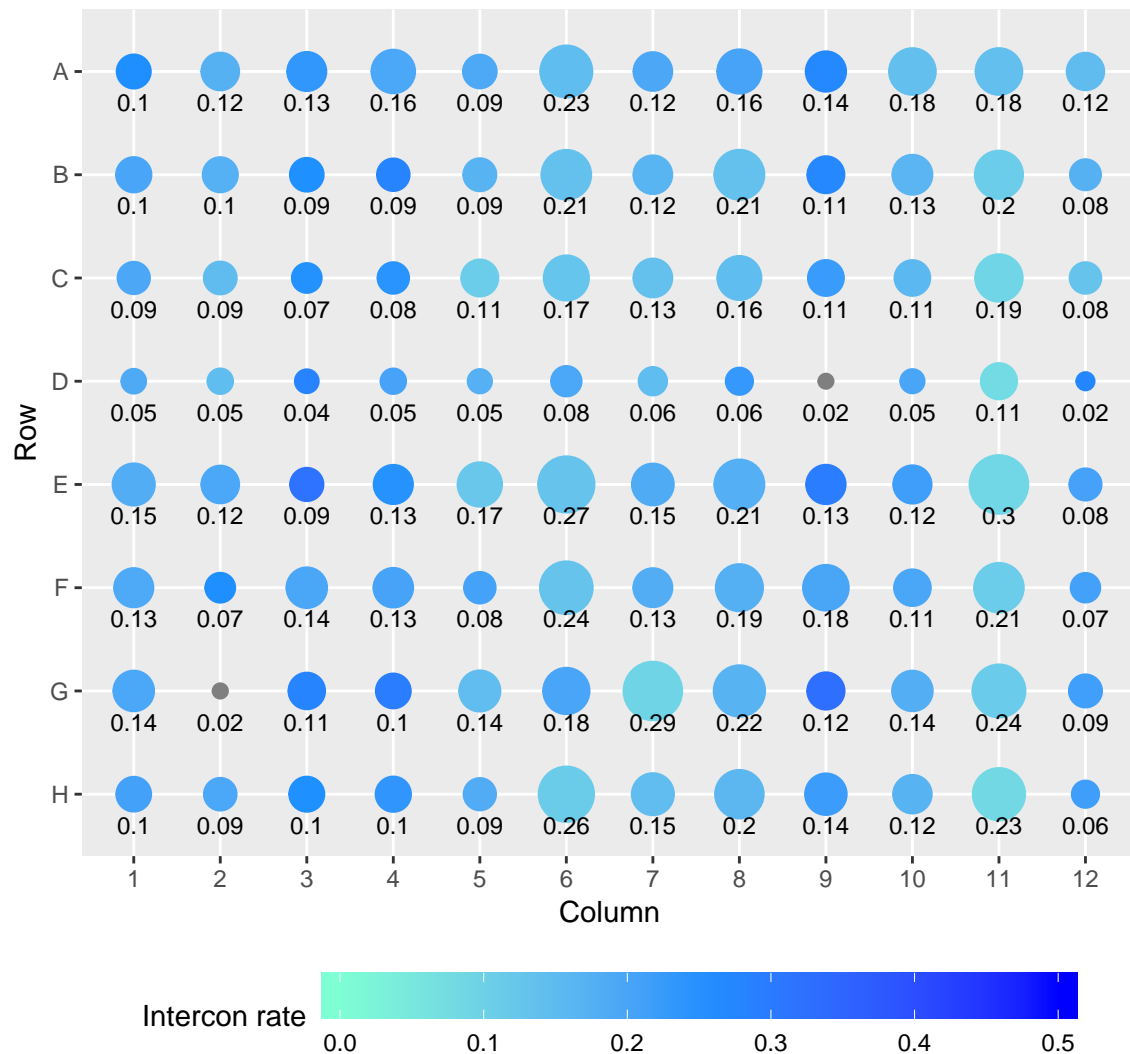 A
0.1 0.12 0.13 0.16 0.09 0.23 0.12 0.16 0.14 0.18 0.18 0.12
B
0.1 0.1 0.09 0.09 0.09 0.21 0.12 0.21 0.11 0.13 0.2 0.08
C
0.09 0.09 0.07 0.08 0.11 0.17 0.13 0.16 0.11 0.11 0.19 0.08
D
0.05 0.05 0.04 0.05 0.05 0.08 0.06 0.06 0.02 0.05 0.11 0.02
Row
E
0.15 0.12 0.09 0.13 0.17 0.27 0.15 0.21 0.13 0.12 0.3 0.08
F
0.13 0.07 0.14 0.13 0.08 0.24 0.13 0.19 0.18 0.11 0.21 0.07
G
0.14 0.02 0.11 0.1 0.14 0.18 0.29 0.22 0.12 0.14 0.24 0.09
H
0.1 0.09 0.1 0.1 0.09 0.26 0.15 0.2 0.14 0.12 0.23 0.06
1 2 3 4 5 6 7 8 9 10 11 12
Column
Intercon rate
0.0 0.1 0.2 0.3 0.4 0.5